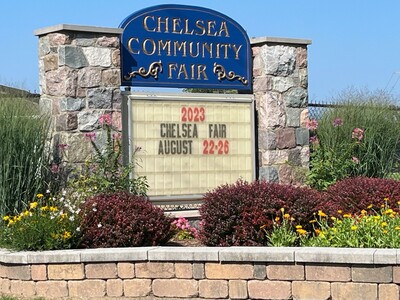 CHELSEA
COMMUNITY
FAIR
2023
CHELSEA FAIR
AUGUST 22-26